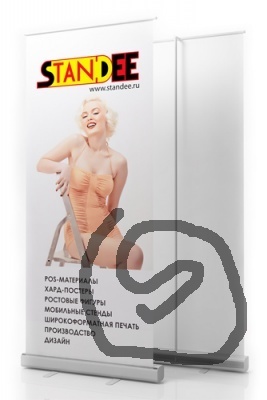 STANDEE
www.standee.ru
POS-МАТЕРИАЛЫ
ХАРД-ПОСТЕРЫ
РОСТОВЫЕ ФИГУРЫ
МОБИЛЬНЫЕ СТЕНДЫ
ШИРОКОФОРМАТНАЯ ПЕЧАТЬ
ПРОИЗВОДСТВО
ДИЗАЙН